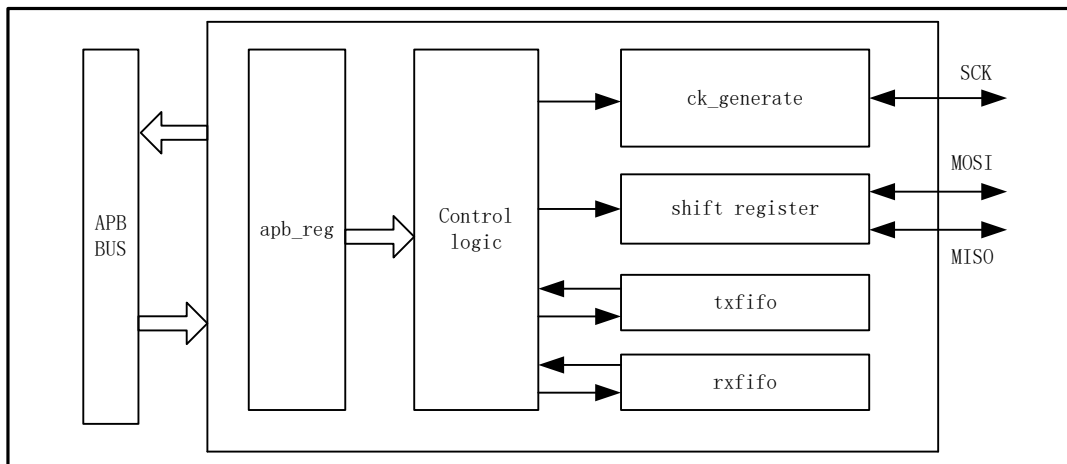 APB
BUS
apb_reg
Control
logic
ck_generate
shift register
txfifo
rxfifo
SCK
MOSI
MISO